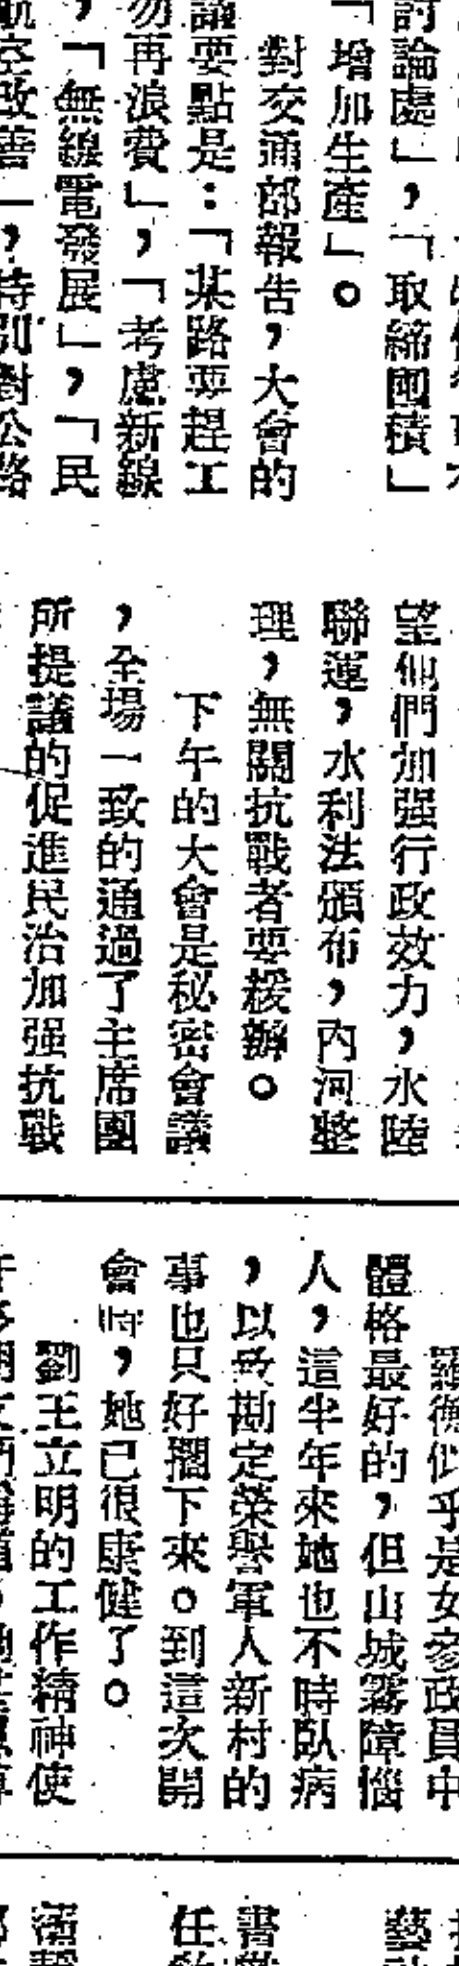 討論處」，「取締囤積」
「增加生產」。
對交通部報告，大會的
議要點是：「某路要趕工
勿再浪費」，「考慮新線
，「無線電發展」，「民
航空改善」，特別對公路
望他們加强行政效力，水陸
聯運，水利法頒布，內河整
理，無關抗戰者要緩辦。
下午的大會是秘密會議
，全場一致的通過了主席團
所提議的促進民治加强抗戰
羅衡似乎是女參政員中
體格最好的，但山城霧障惱
人，這半年來她也不時臥病
，以致勘定榮譽軍人新村的
事也只好擱下來。到這次開
會時，她已很康健了。
劉王立明的工作精神使
藝
書
任